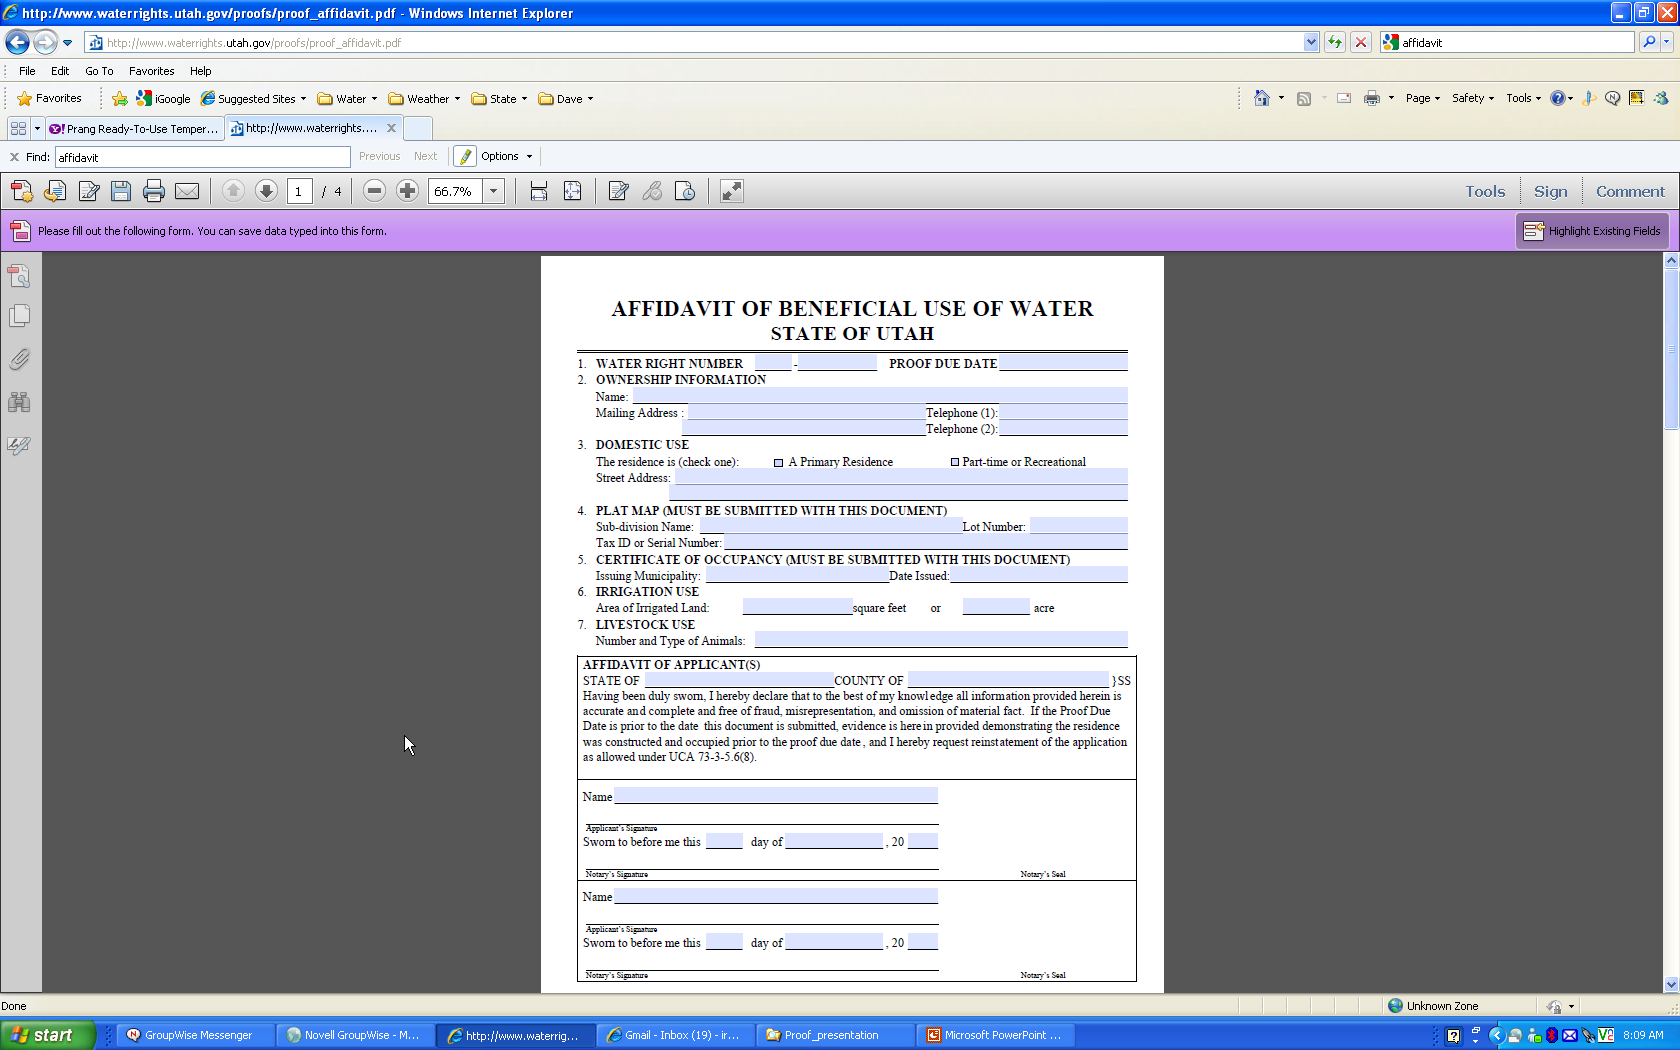 http://www.waterrights.utah.gov/proofs/proof_affidavit.pdf - Windows Internet Explorer
http://www.waterrights.utah.gov/proofs/proof_affidavit.pdf
affidavit
File Edit Go To Favorites Help
Favorites iGoogle Suggested Sites Water Weather State Dave Page Safety Tools
Prang Ready-To-Use Temper... http://www.waterrights....
Find: affidavit Previous Next Options
1 / 4 66.7% Tools Sign Comment
Please fill out the following form. You can save data typed into this form. Highlight Existing Fields
AFFIDAVIT OF BENEFICIAL USE OF WATER
STATE OF UTAH
1. WATER RIGHT NUMBER - PROOF DUE DATE
2. OWNERSHIP INFORMATION
Name:
Mailing Address : Telephone (1):
Telephone (2):
3. DOMESTIC USE
The residence is (check one): A Primary Residence Part-time or Recreational
Street Address:
4. PLAT MAP (MUST BE SUBMITTED WITH THIS DOCUMENT)
Sub-division Name: Lot Number:
Tax ID or Serial Number:
5. CERTIFICATE OF OCCUPANCY (MUST BE SUBMITTED WITH THIS DOCUMENT)
Issuing Municipality: Date Issued:
6. IRRIGATION USE
Area of Irrigated Land: square feet or acre
7. LIVESTOCK USE
Number and Type of Animals:
AFFIDAVIT OF APPLICANT(S)
STATE OF COUNTY OF }SS
Having been duly sworn, I hereby declare that to the best of my knowledge all information provided herein is
accurate and complete and free of fraud, misrepresentation, and omission of material fact. If the Proof Due
Date is prior to the date this document is submitted, evidence is herein provided demonstrating the residence
was constructed and occupied prior to the proof due date, and I hereby request reinstatement of the application
as allowed under UCA 73-3-5.6(8).
Name
Applicant's Signature
Sworn to before me this day of , 20
Notary's Signature Notary's Seal
Name
Applicant's Signature
Sworn to before me this day of , 20
Notary's Signature Notary's Seal
Done Unknown Zone
start GroupWise Messenger Novell GroupWise - M... http://www.waterrig... Gmail - Inbox (19) - ir... Proof_presentation Microsoft PowerPoint ... 8:09 AM